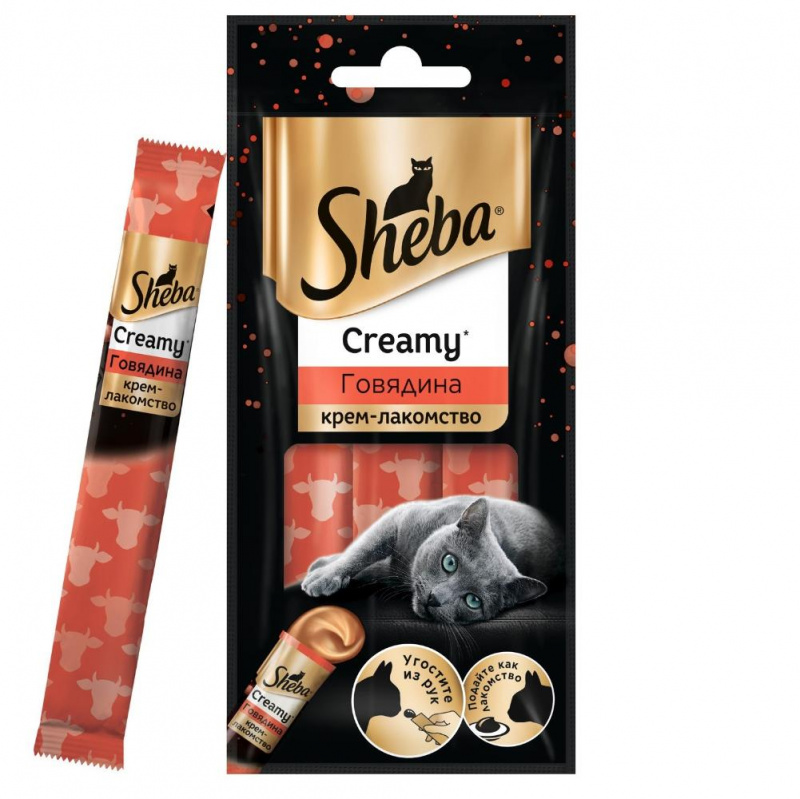 Sheba®
Creamy*
Говядина
крем-лакомство
Sheba
Creamy*
Говядина
крем-
лакомство
Sheba
Creamy*
Говядина
крем-
лакомство
Угостите
из рук
Подайте как
лакомство